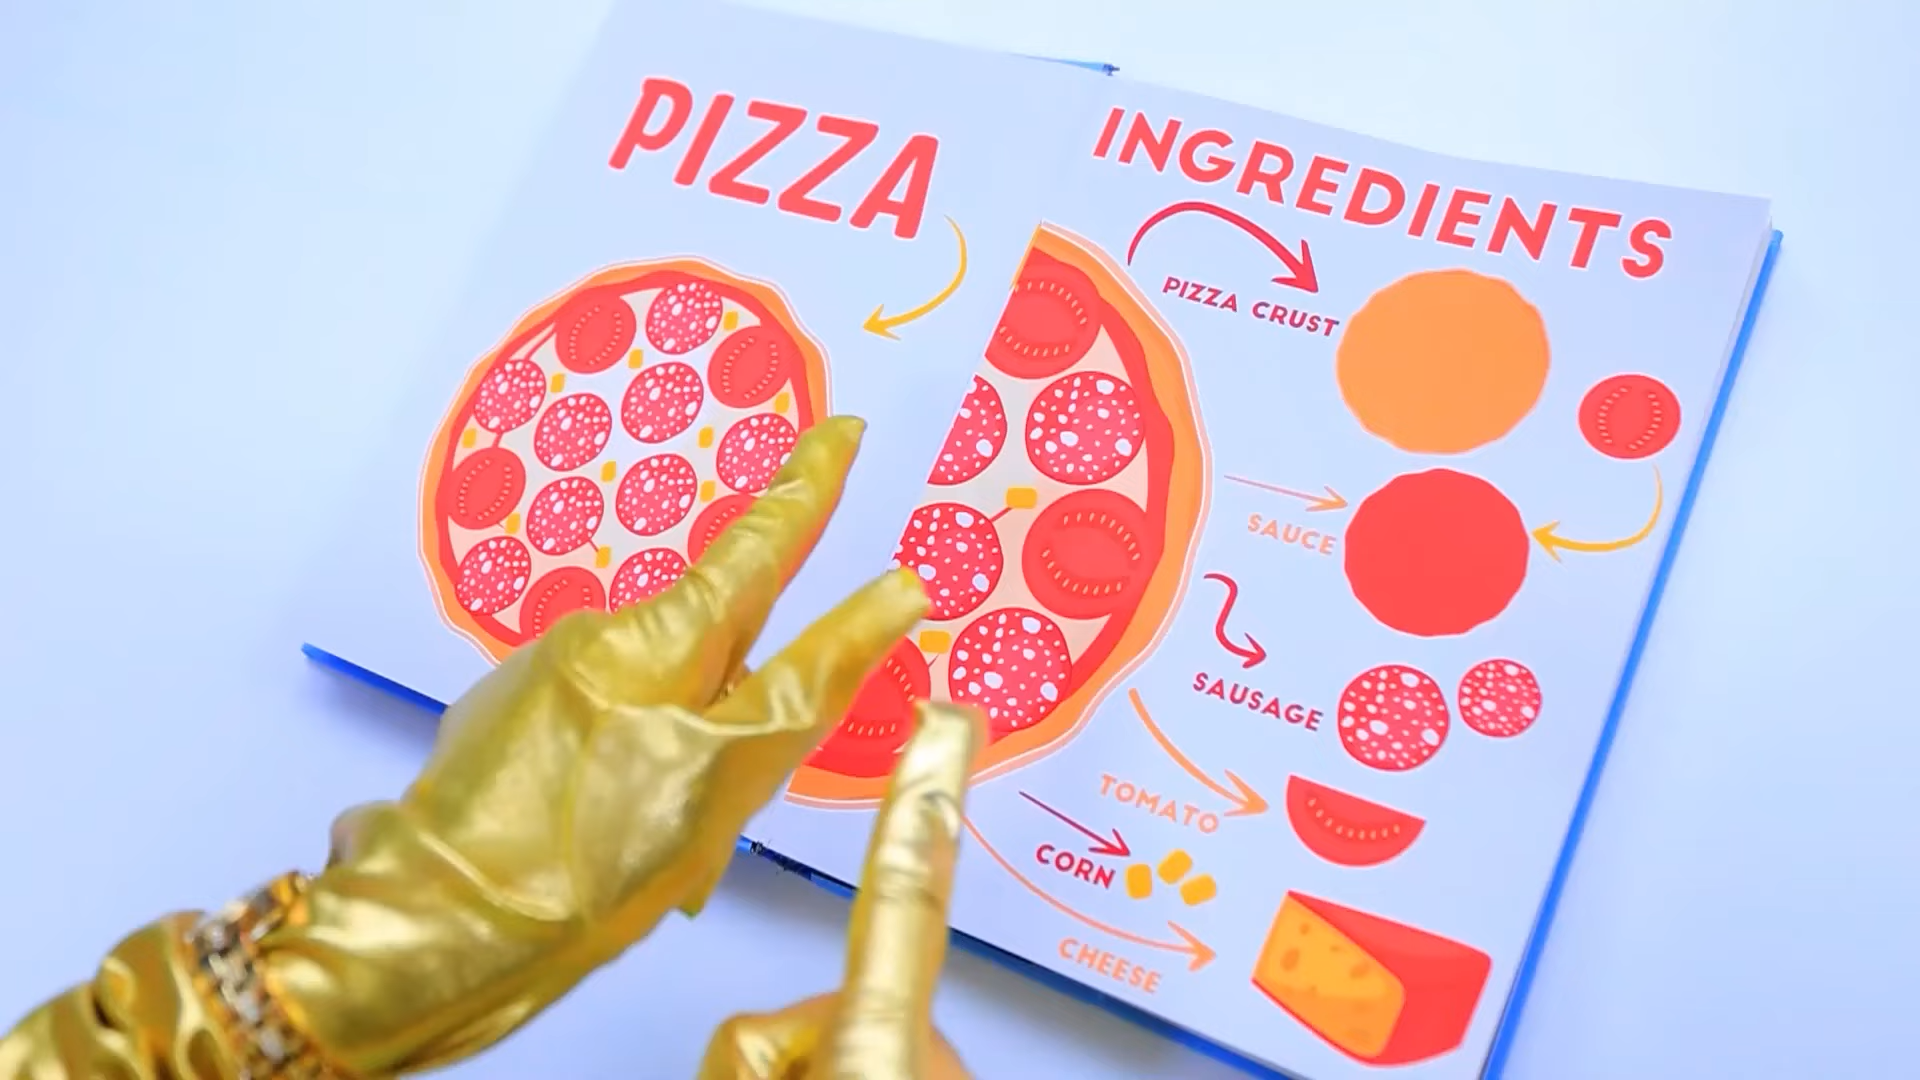 PIZZA
INGREDIENTS
PIZZA CRUST
SAUCE
SAUSAGE
TOMATO
CORN
CHEESE